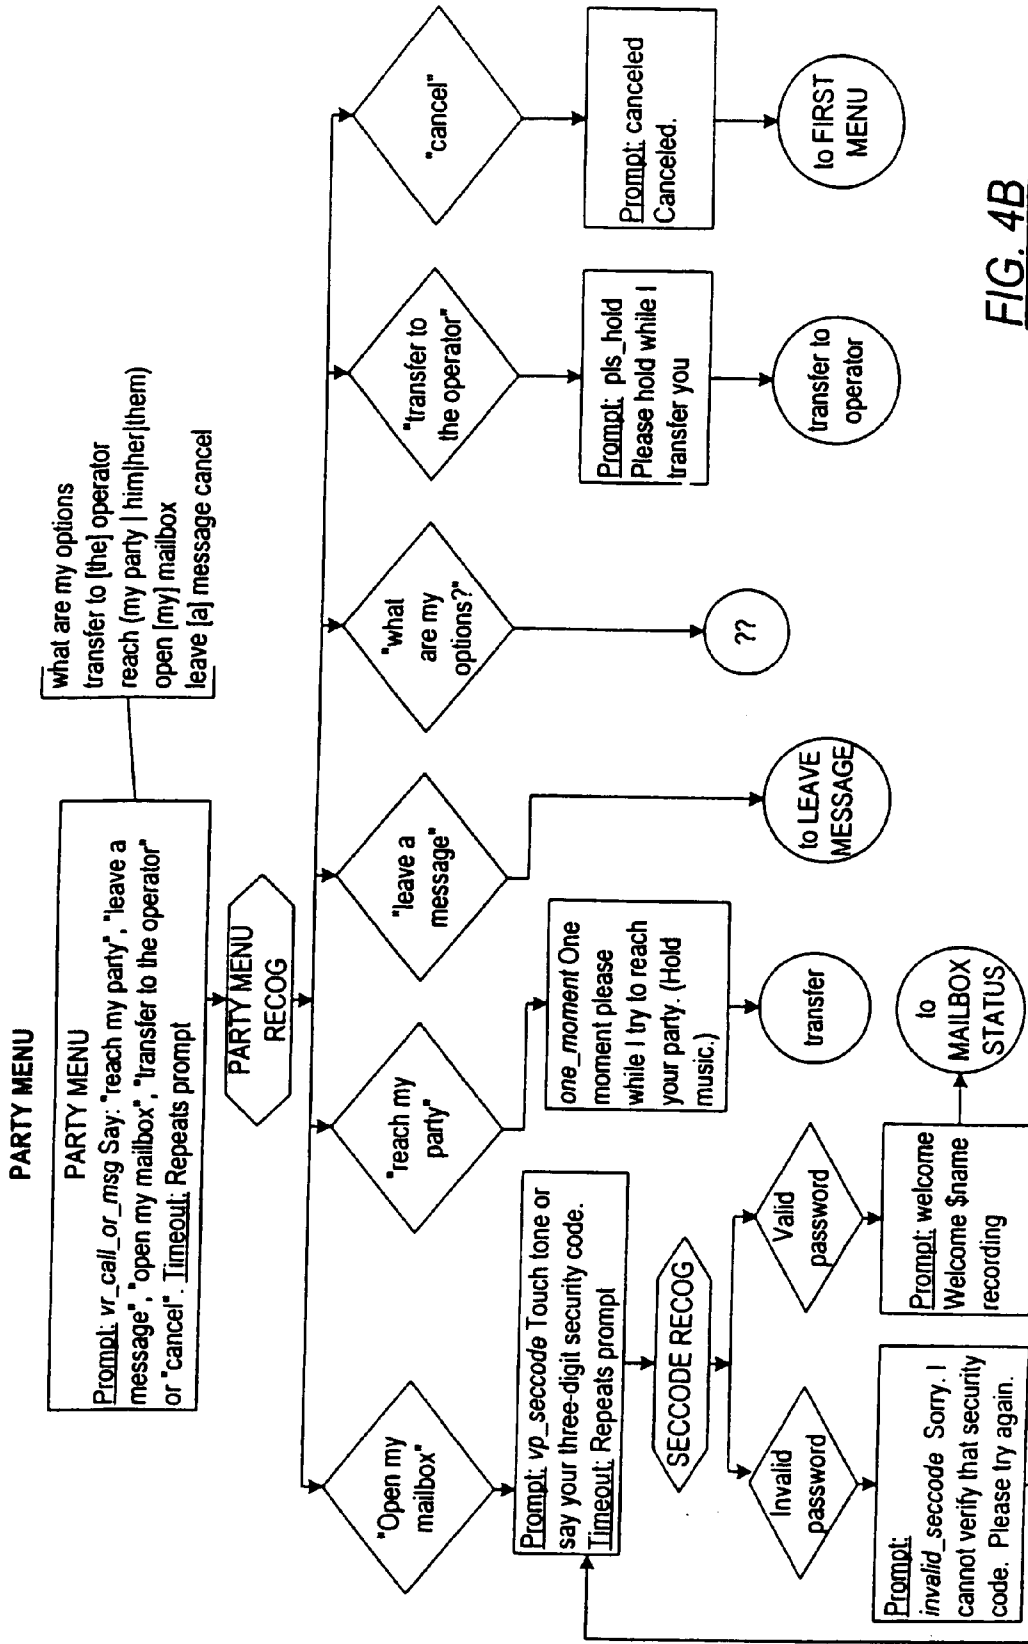 PARTY MENU
PARTY MENU
Prompt: vr_call_or_msg Say: "reach my party", "leave a
message", "open my mailbox", "transfer to the operator"
or "cancel". Timeout: Repeats prompt
what are my options
transfer to [the] operator
reach (my party | him|her|them)
open [my] mailbox
leave [a] message cancel
PARTY MENU
RECOG
"Open my
mailbox"
"reach my
party"
"leave a
message"
"what
are my
options?"
"transfer to
the operator"
"cancel"
Prompt: vp_seccode Touch tone or
say your three-digit security code.
Timeout: Repeats prompt
one_moment One
moment please
while I try to reach
your party. (Hold
music.)
Prompt: pls_hold
Please hold while I
transfer you
Prompt: canceled
Canceled.
SECCODE RECOG
transfer
to LEAVE
MESSAGE
??
transfer to
operator
to FIRST
MENU
Invalid
password
Valid
password
Prompt:
invalid_seccode Sorry. I
cannot verify that security
code. Please try again.
Prompt: welcome
Welcome $name
recording
to
MAILBOX
STATUS
FIG. 4B